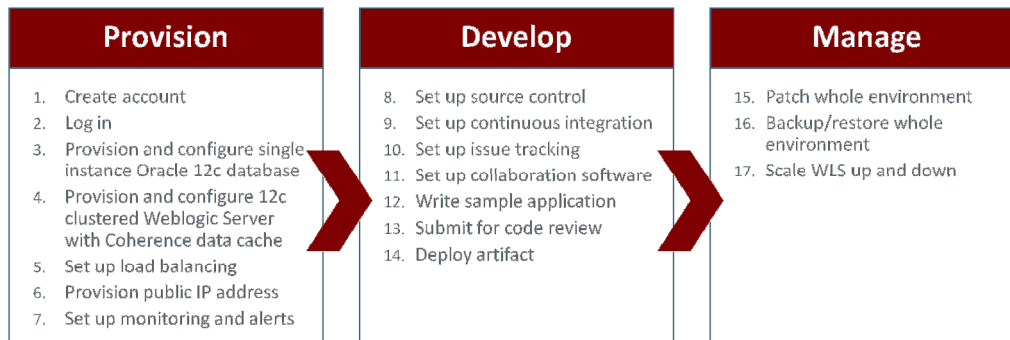 Provision
1. Create account
2. Log in
3. Provision and configure single
instance Oracle 12c database
4. Provision and configure 12c
clustered Weblogic Server
with Coherence data cache
5. Set up load balancing
6. Provision public IP address
7. Set up monitoring and alerts
Develop
8. Set up source control
9. Set up continuous integration
10. Set up issue tracking
11. Set up collaboration software
12. Write sample application
13. Submit for code review
14. Deploy artifact
Manage
15. Patch whole environment
16. Backup/restore whole
environment
17. Scale WLS up and down